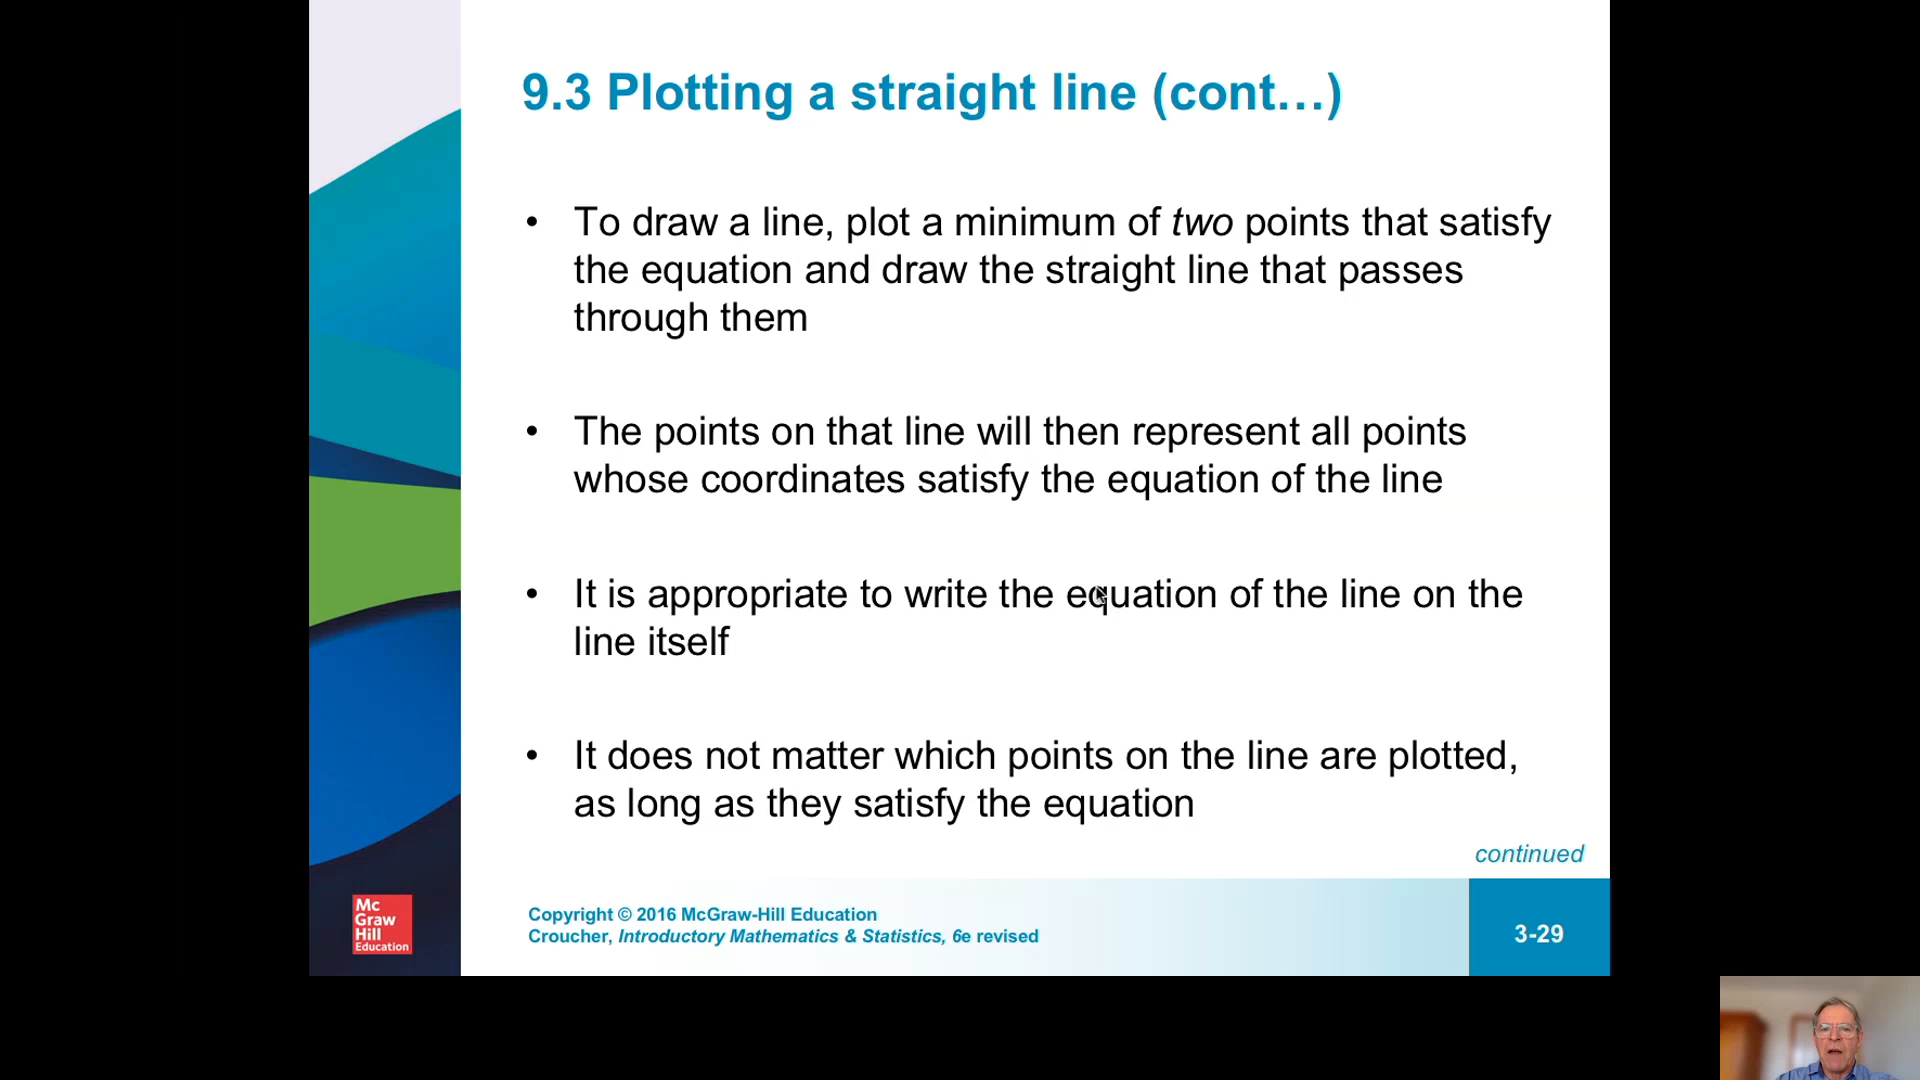 9.3 Plotting a straight line (cont…)
• To draw a line, plot a minimum of two points that satisfy
the equation and draw the straight line that passes
through them
• The points on that line will then represent all points
whose coordinates satisfy the equation of the line
• It is appropriate to write the equation of the line on the
line itself
• It does not matter which points on the line are plotted,
as long as they satisfy the equation
continued
Mc
Graw
Hill
Education
Copyright © 2016 McGraw-Hill Education
Croucher, Introductory Mathematics & Statistics, 6e revised
3-29